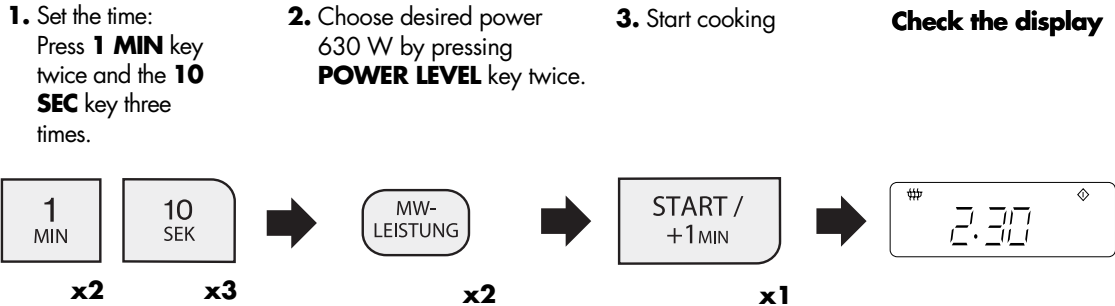 1. Set the time:
Press 1 MIN key
twice and the 10
SEC key three
times.
2. Choose desired power
630 W by pressing
POWER LEVEL key twice.
3. Start cooking
Check the display
1
MIN
x2
10
SEK
x3
MW-
LEISTUNG
x2
START /
+1MIN
x1
2.30